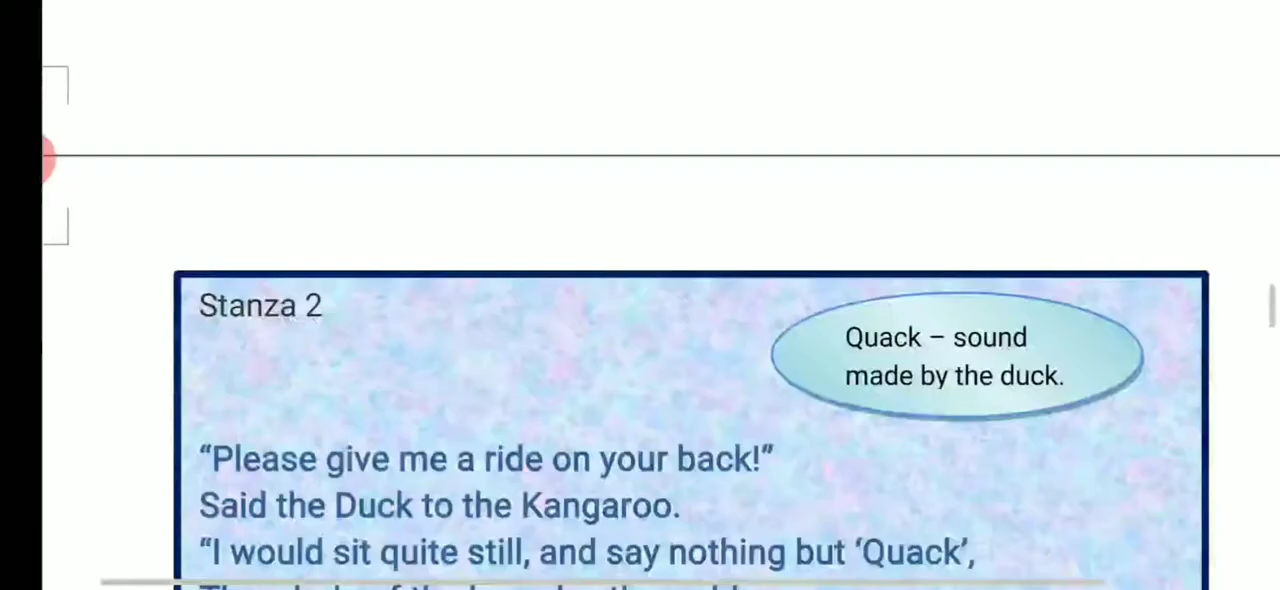 Stanza 2
Quack – sound
made by the duck.
“Please give me a ride on your back!”
Said the Duck to the Kangaroo.
“I would sit quite still, and say nothing but ‘Quack’,